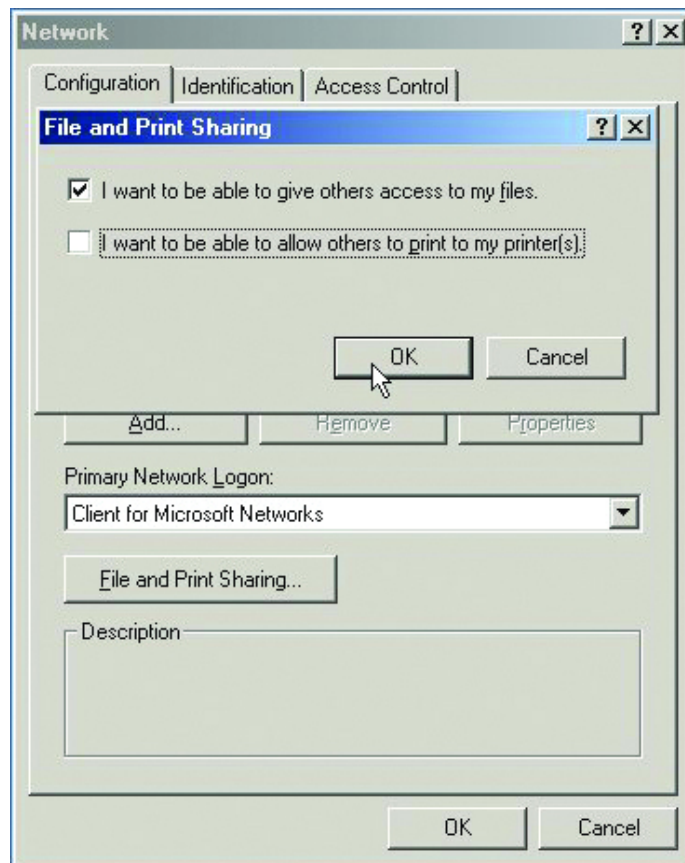 Network
Configuration Identification Access Control
File and Print Sharing
I want to be able to give others access to my files.
I want to be able to allow others to print to my printer(s).
OK Cancel
Add... Remove Properties
Primary Network Logon:
Client for Microsoft Networks
File and Print Sharing...
Description
OK Cancel